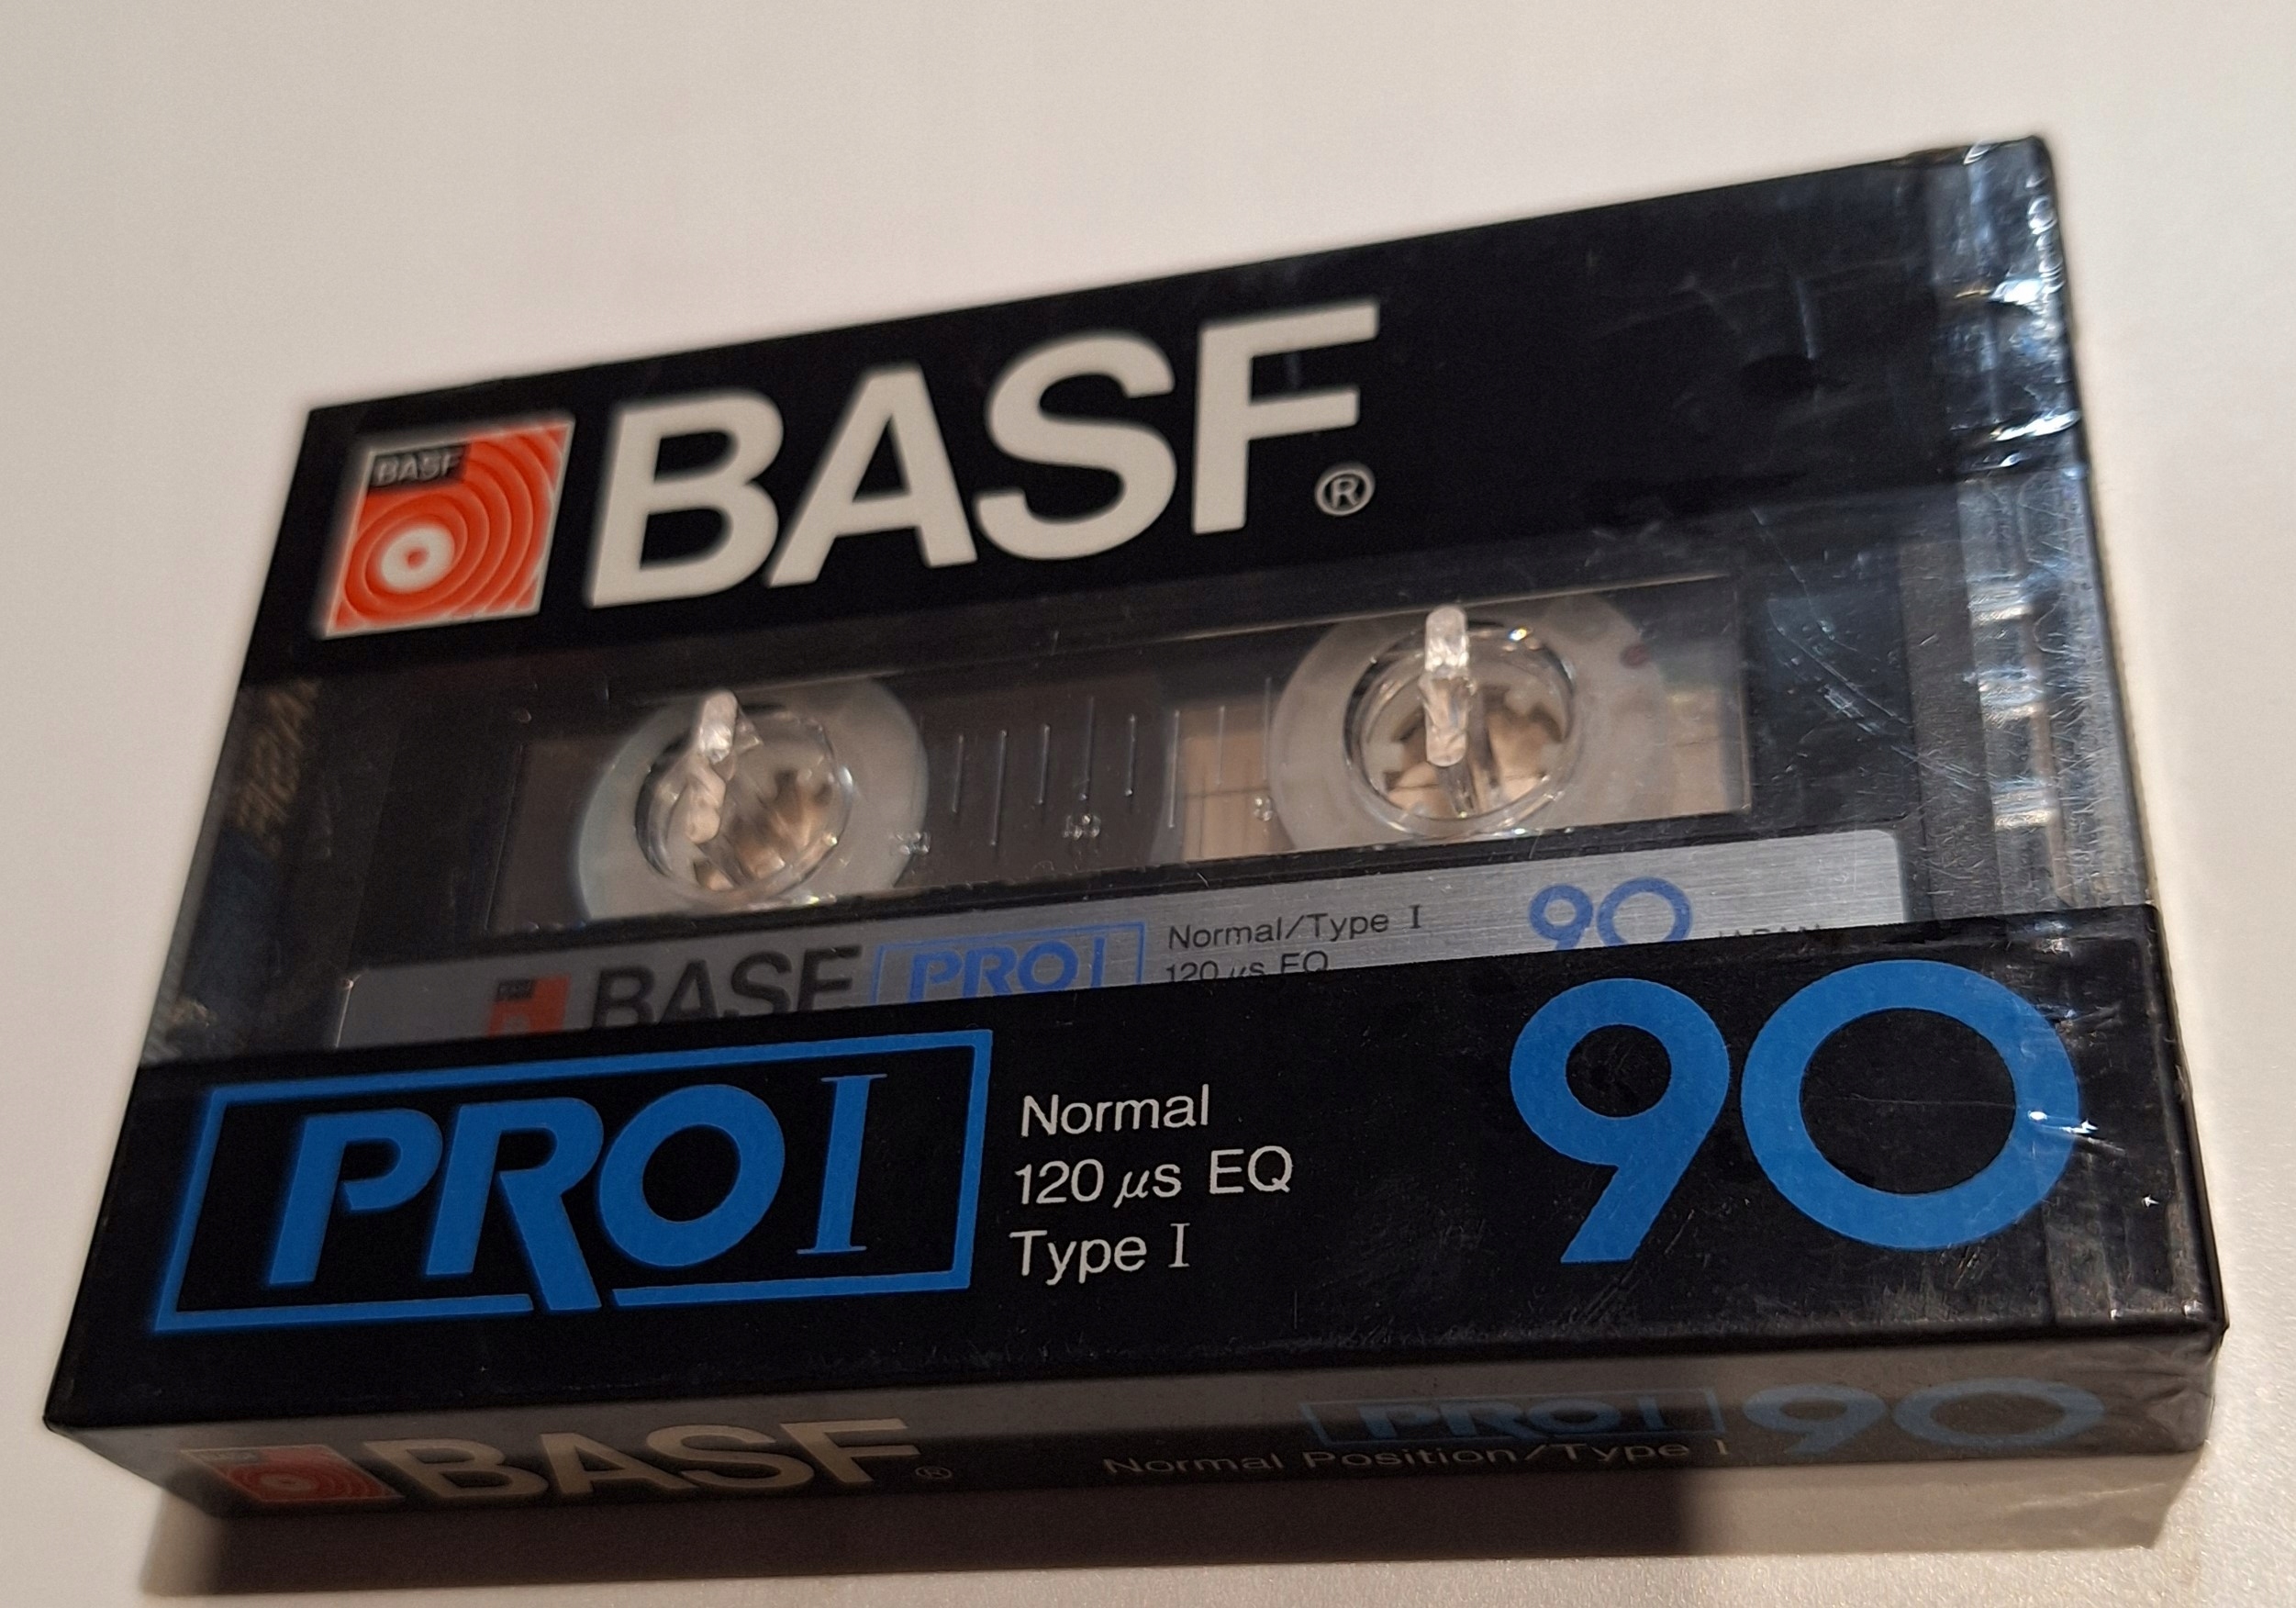 BASF
BASF®
BASF PRO I Normal/Type I 90 JAPAN
120 µs EQ
PRO I
Normal
120 µs EQ
Type I
90
BASF®
PRO I 90
Normal Position/Type I